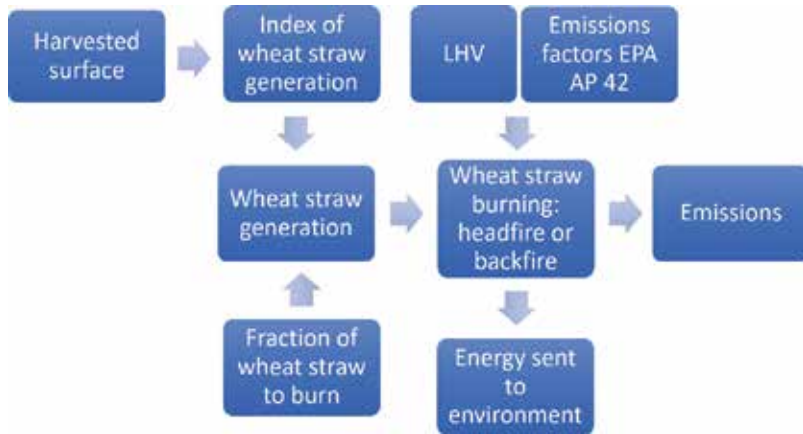 Harvested
surface
Index of
wheat straw
generation
LHV
Emissions
factors EPA
AP 42
Wheat straw
generation
Wheat straw
burning:
headfire or
backfire
Emissions
Fraction of
wheat straw
to burn
Energy sent
to
environment